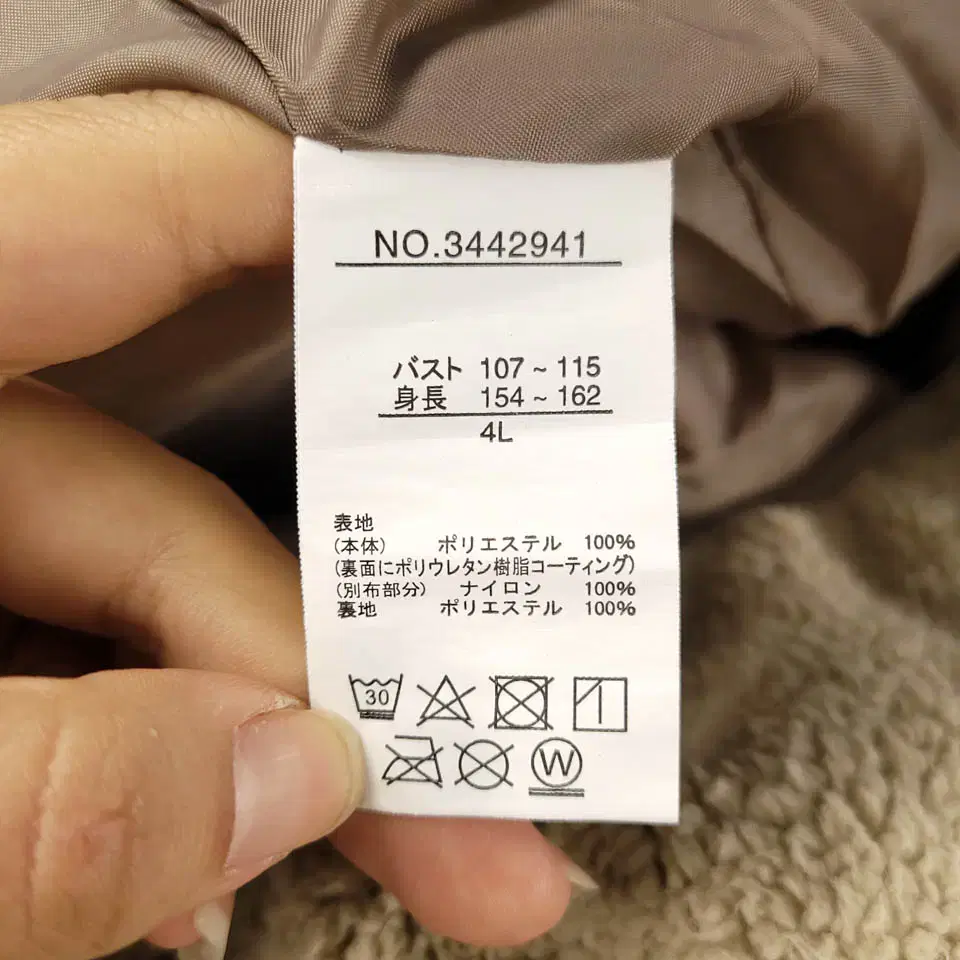 NO.3442941
バスト 107 ~ 115
身長 154 ~ 162
4L
表地
(本体) ポリエステル 100%
(裏面にポリウレタン樹脂コーティング)
(別布部分) ナイロン 100%
裏地 ポリエステル 100%
30
W